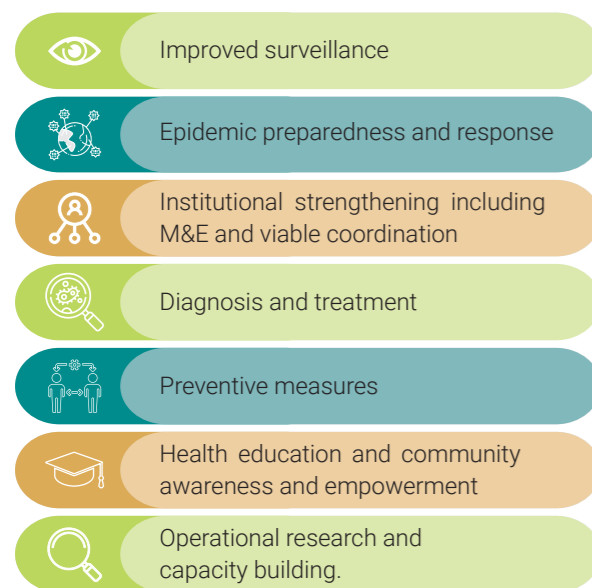 Improved surveillance
Epidemic preparedness and response
Institutional strengthening including
M&E and viable coordination
Diagnosis and treatment
Preventive measures
Health education and community
awareness and empowerment
Operational research and
capacity building.